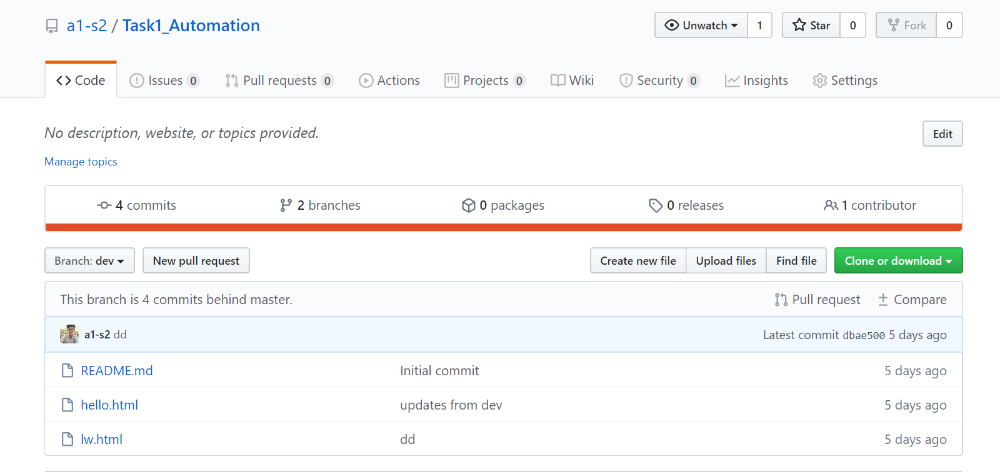 a1-s2 / Task1_Automation
Unwatch 1 Star 0 Fork 0
Code Issues 0 Pull requests 0 Actions Projects 0 Wiki Security 0 Insights Settings
No description, website, or topics provided.
Edit
Manage topics
4 commits 2 branches 0 packages 0 releases 1 contributor
Branch: dev New pull request Create new file Upload files Find file Clone or download
This branch is 4 commits behind master. Pull request Compare
a1-s2 dd Latest commit dbae500 5 days ago
README.md Initial commit 5 days ago
hello.html updates from dev 5 days ago
lw.html dd 5 days ago